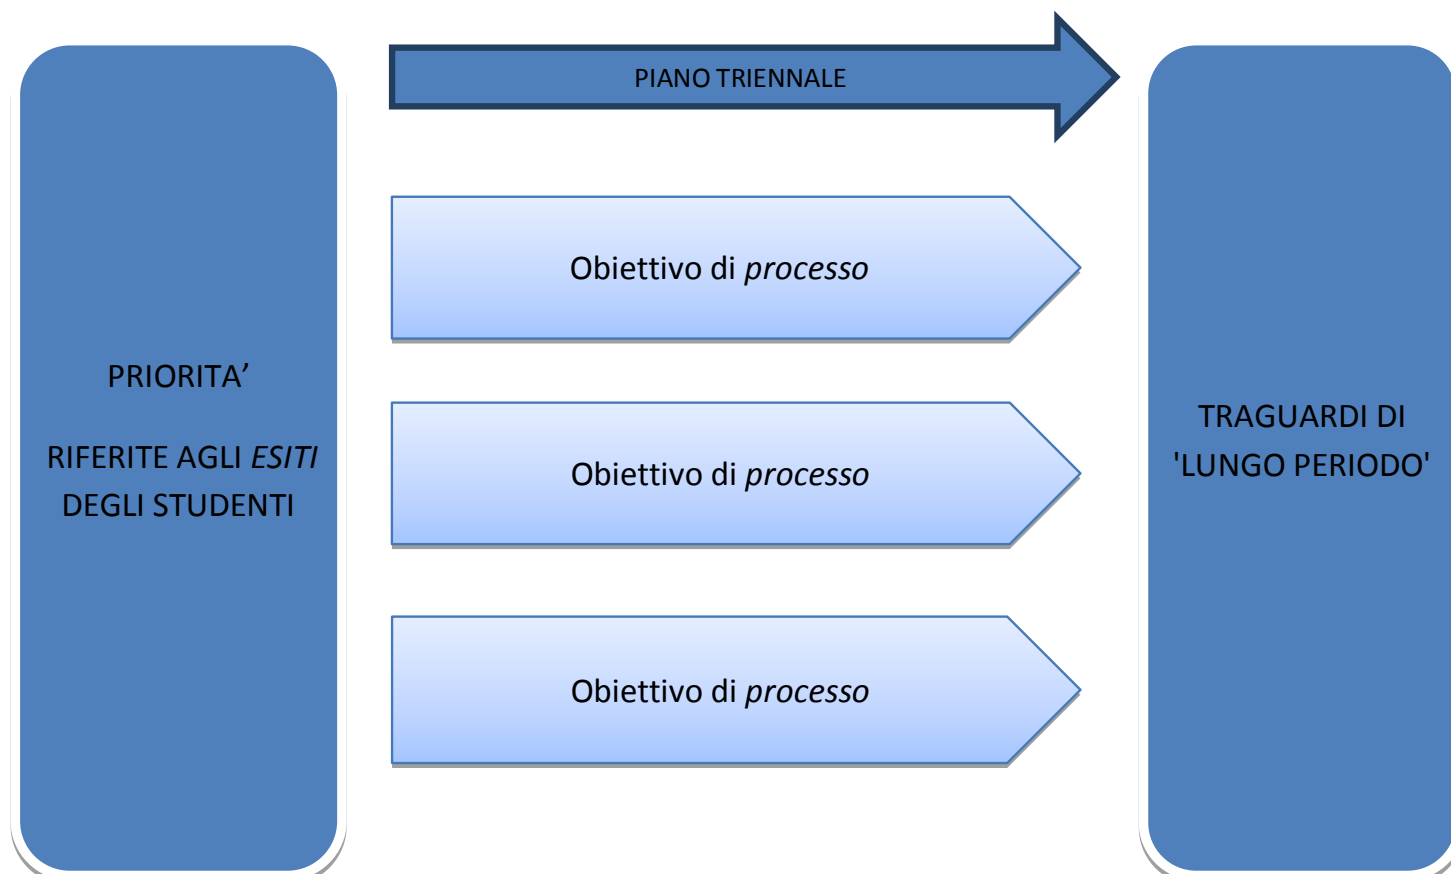 PIANO TRIENNALE
PRIORITA’
RIFERITE AGLI ESITI
DEGLI STUDENTI
Obiettivo di processo
Obiettivo di processo
Obiettivo di processo
TRAGUARDI DI
'LUNGO PERIODO'